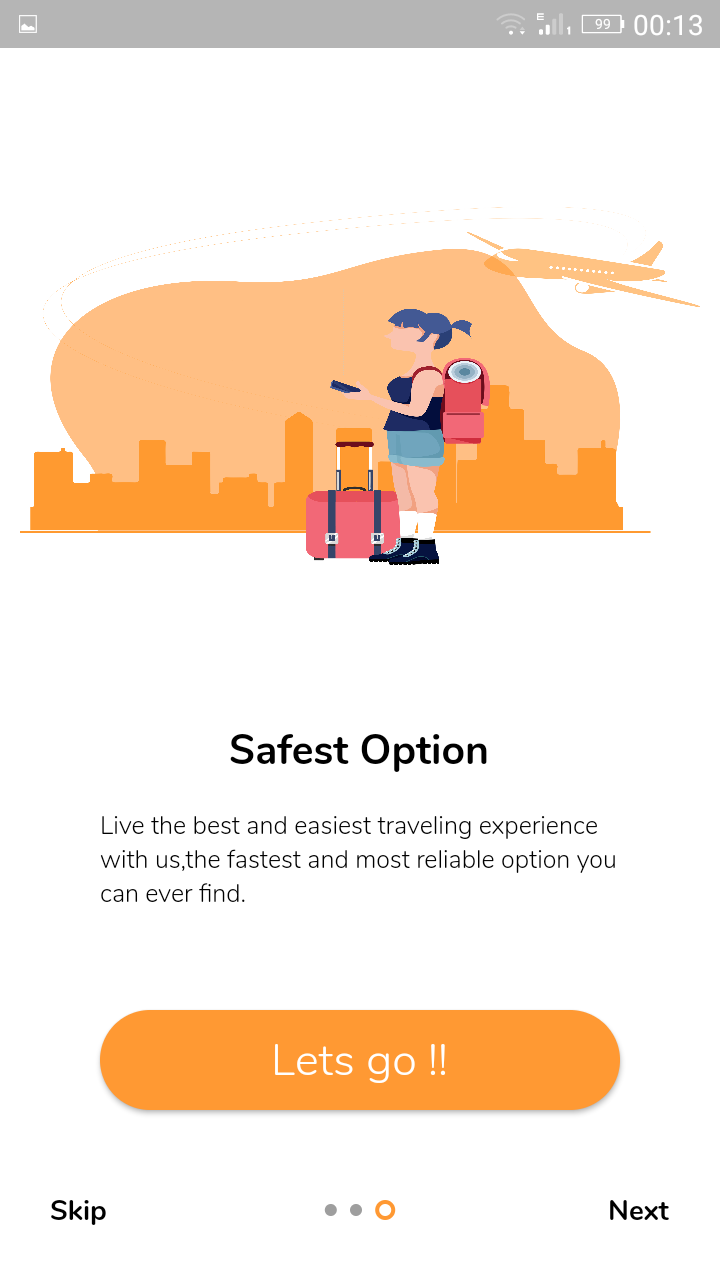 E 1 99 00:13
Safest Option
Live the best and easiest traveling experience
with us,the fastest and most reliable option you
can ever find.
Lets go !!
Skip Next